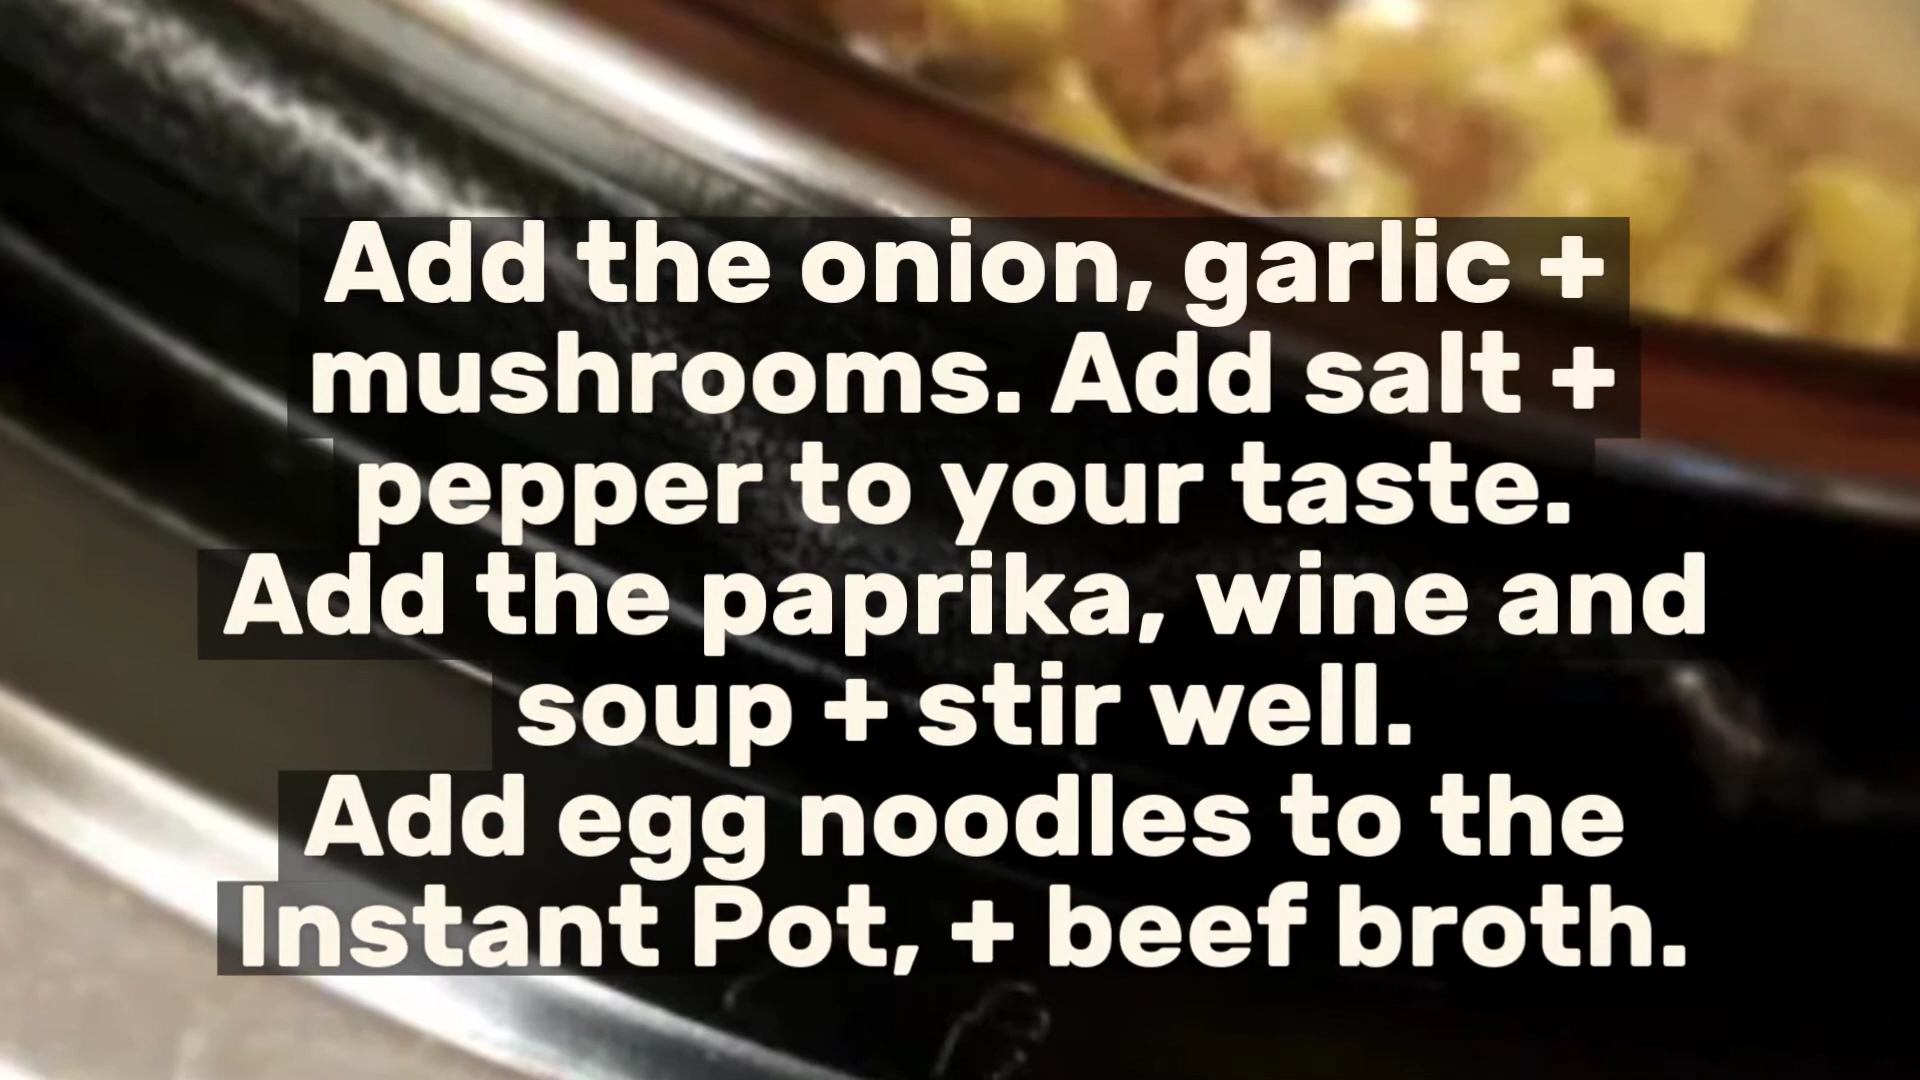 Add the onion, garlic +
mushrooms. Add salt +
pepper to your taste.
Add the paprika, wine and
soup + stir well.
Add egg noodles to the
Instant Pot, + beef broth.